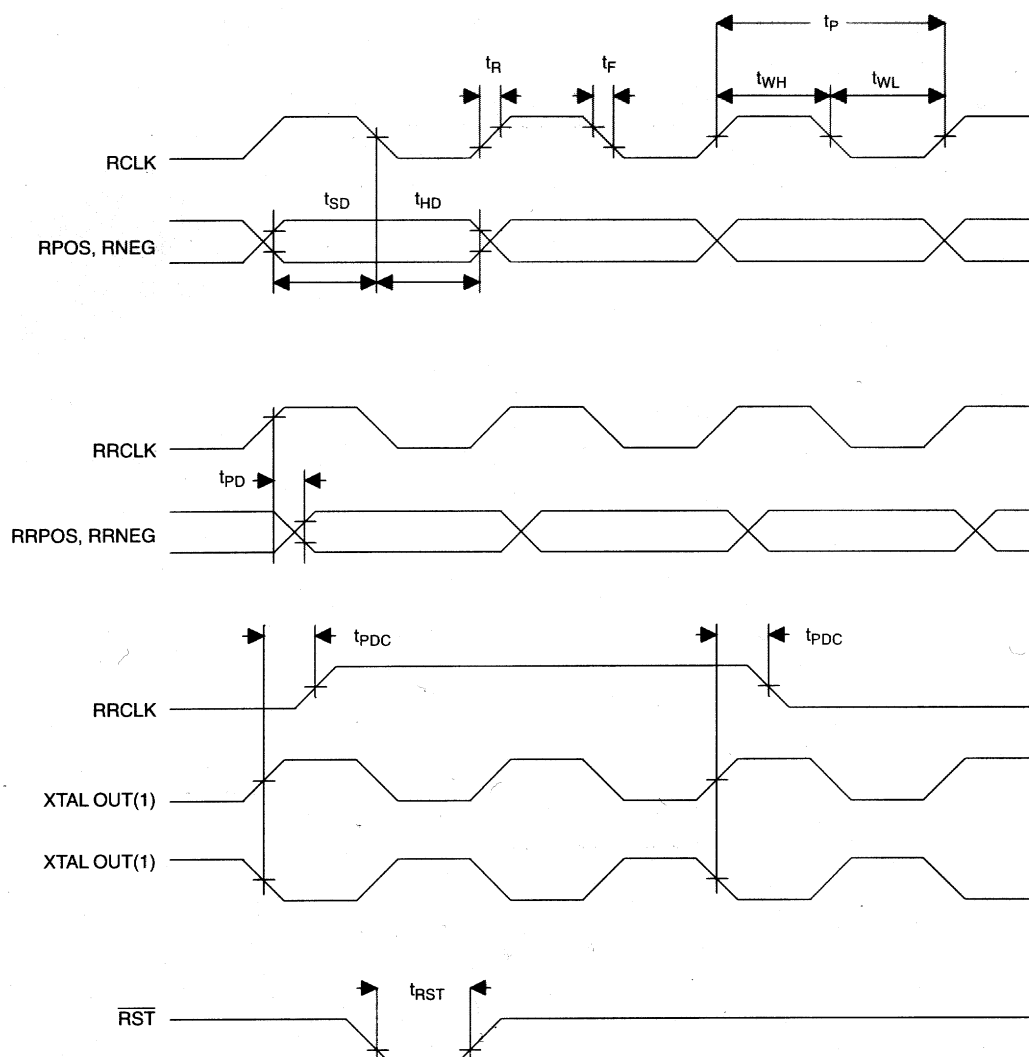 tP
tR
tF
tWH
tWL
RCLK
tSD
tHD
RPOS, RNEG
RRCLK
tPD
RRPOS, RRNEG
tPDC
tPDC
RRCLK
XTAL OUT(1)
XTAL OUT(1)
tRST
R̅S̅T̅